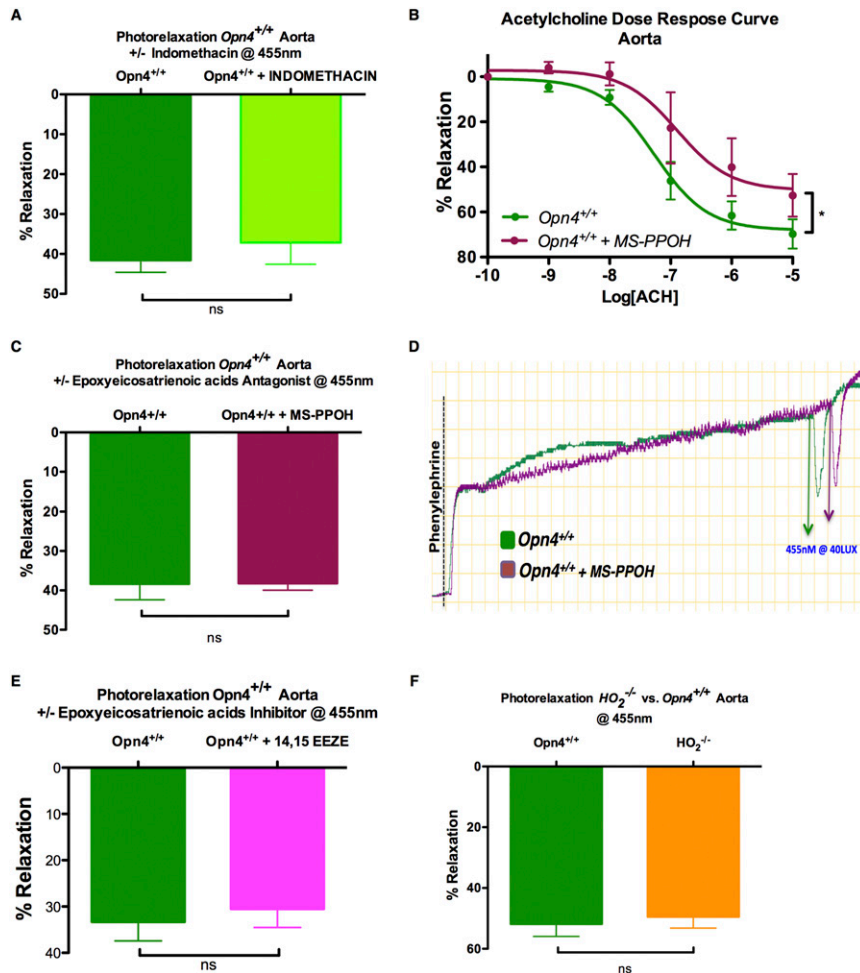 A
Photorelaxation Opn4+/+ Aorta
+/- Indomethacin @ 455nm
Opn4+/+ Opn4+/+ + INDOMETHACIN
0
10
20
30
40
50
% Relaxation
ns
B
Acetylcholine Dose Respose Curve
Aorta
0
20
40
60
80
% Relaxation
Opn4+/+
Opn4+/+ + MS-PPOH
*
-10 -9 -8 -7 -6 -5
Log[ACH]
C
Photorelaxation Opn4+/+ Aorta
+/- Epoxyeicosatrienoic acids Antagonist @ 455nm
Opn4+/+ Opn4+/+ + MS-PPOH
0
10
20
30
40
50
% Relaxation
ns
D
Phenylephrine
Opn4+/+
Opn4+/+ + MS-PPOH
455nM @ 40LUX
E
Photorelaxation Opn4+/+ Aorta
+/- Epoxyeicosatrienoic acids Inhibitor @ 455nm
Opn4+/+ Opn4+/+ + 14,15 EEZE
0
10
20
30
40
% Relaxation
ns
F
Photorelaxation HO2-/- vs. Opn4+/+ Aorta
@ 455nm
Opn4+/+ HO2-/-
0
20
40
60
% Relaxation
ns